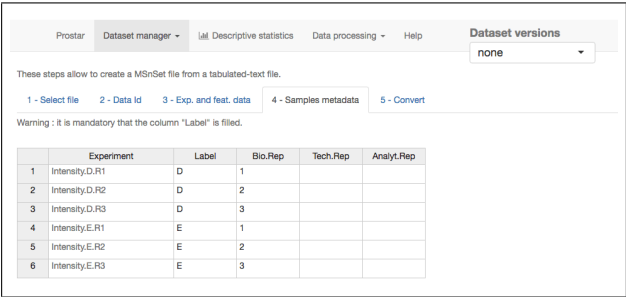 Prostar Dataset manager Descriptive statistics Data processing Help Dataset versions
none
These steps allow to create a MSnSet file from a tabulated-text file.
1 - Select file 2 - Data Id 3 - Exp. and feat. data 4 - Samples metadata 5 - Convert
Warning : it is mandatory that the column "Label" is filled.
Experiment Label Bio.Rep Tech.Rep Analyt.Rep
1 Intensity.D.R1 D 1
2 Intensity.D.R2 D 2
3 Intensity.D.R3 D 3
4 Intensity.E.R1 E 1
5 Intensity.E.R2 E 2
6 Intensity.E.R3 E 3